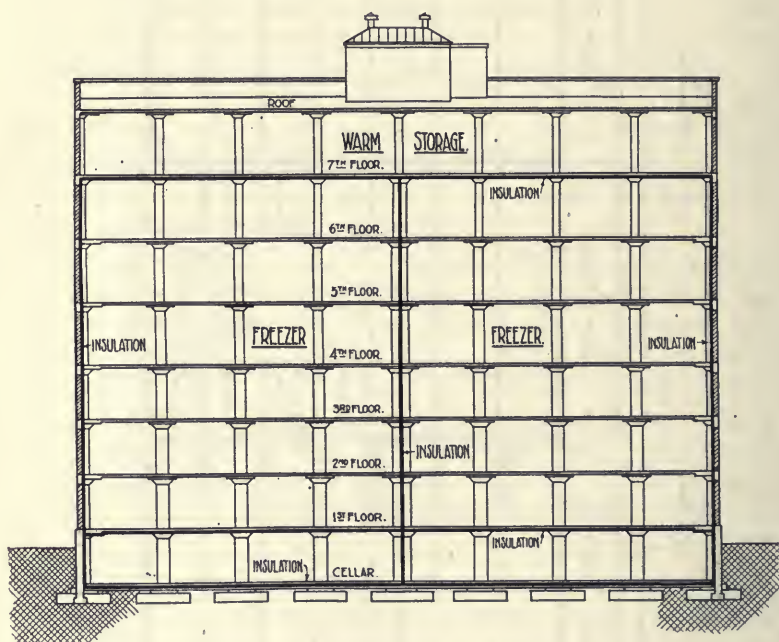 ROOF
WARM STORAGE.
7TH FLOOR.
INSULATION
6TH FLOOR.
5TH FLOOR.
FREEZER FREEZER.
INSULATION INSULATION
4TH FLOOR.
3RD FLOOR.
INSULATION
2ND FLOOR.
1ST FLOOR.
INSULATION
INSULATION
CELLAR.